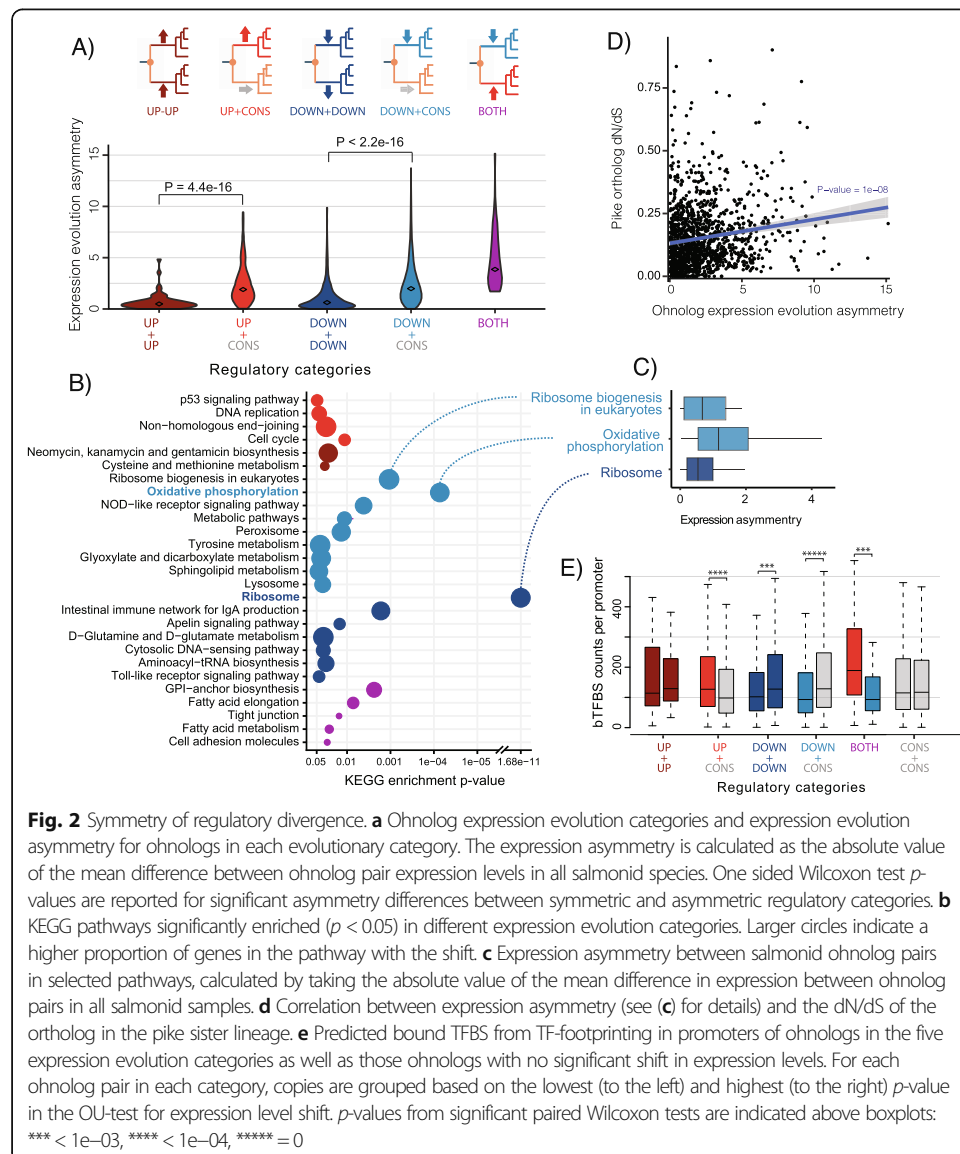 A)
UP-UP
UP+CONS
DOWN+DOWN
DOWN+CONS
BOTH
Expression evolution asymmetry
15
10
5
0
P = 4.4e-16
P < 2.2e-16
UP
+
UP
UP
+
CONS
DOWN
+
DOWN
DOWN
+
CONS
BOTH
Regulatory categories
D)
Pike ortholog dN/dS
0.75
0.50
0.25
0.00
P-value = 1e-08
0
5
10
15
Ohnolog expression evolution asymmetry
B)
p53 signaling pathway
DNA replication
Non-homologous end-joining
Cell cycle
Neomycin, kanamycin and gentamicin biosynthesis
Cysteine and methionine metabolism
Ribosome biogenesis in eukaryotes
Oxidative phosphorylation
NOD-like receptor signaling pathway
Metabolic pathways
Peroxisome
Tyrosine metabolism
Glyoxylate and dicarboxylate metabolism
Sphingolipid metabolism
Lysosome
Ribosome
Intestinal immune network for IgA production
Apelin signaling pathway
D-Glutamine and D-glutamate metabolism
Cytosolic DNA-sensing pathway
Aminoacyl-tRNA biosynthesis
Toll-like receptor signaling pathway
GPI-anchor biosynthesis
Fatty acid elongation
Tight junction
Fatty acid metabolism
Cell adhesion molecules
0.05
0.01
1e-04
1e-05
1.68e-11
KEGG enrichment p-value
C)
Ribosome biogenesis
in eukaryotes
Oxidative
phosphorylation
Ribosome
0
2
4
Expression asymmentry
E)
bTFBS counts per promoter
400
200
0
****
***
*****
***
UP
+
UP
UP
+
CONS
DOWN
+
DOWN
DOWN
+
CONS
BOTH
CONS
+
CONS
Regulatory categories
Fig. 2 Symmetry of regulatory divergence. a Ohnolog expression evolution categories and expression evolution
asymmetry for ohnologs in each evolutionary category. The expression asymmetry is calculated as the absolute value
of the mean difference between ohnolog pair expression levels in all salmonid species. One sided Wilcoxon test p-
values are reported for significant asymmetry differences between symmetric and asymmetric regulatory categories. b
KEGG pathways significantly enriched (p < 0.05) in different expression evolution categories. Larger circles indicate a
higher proportion of genes in the pathway with the shift. c Expression asymmetry between salmonid ohnolog pairs
in selected pathways, calculated by taking the absolute value of the mean difference in expression between ohnolog
pairs in all salmonid samples. d Correlation between expression asymmetry (see (c) for details) and the dN/dS of the
ortholog in the pike sister lineage. e Predicted bound TFBS from TF-footprinting in promoters of ohnologs in the five
expression evolution categories as well as those ohnologs with no significant shift in expression levels. For each
ohnolog pair in each category, copies are grouped based on the lowest (to the left) and highest (to the right) p-value
in the OU-test for expression level shift. p-values from significant paired Wilcoxon tests are indicated above boxplots:
*** < 1e−03, **** < 1e−04, ***** = 0